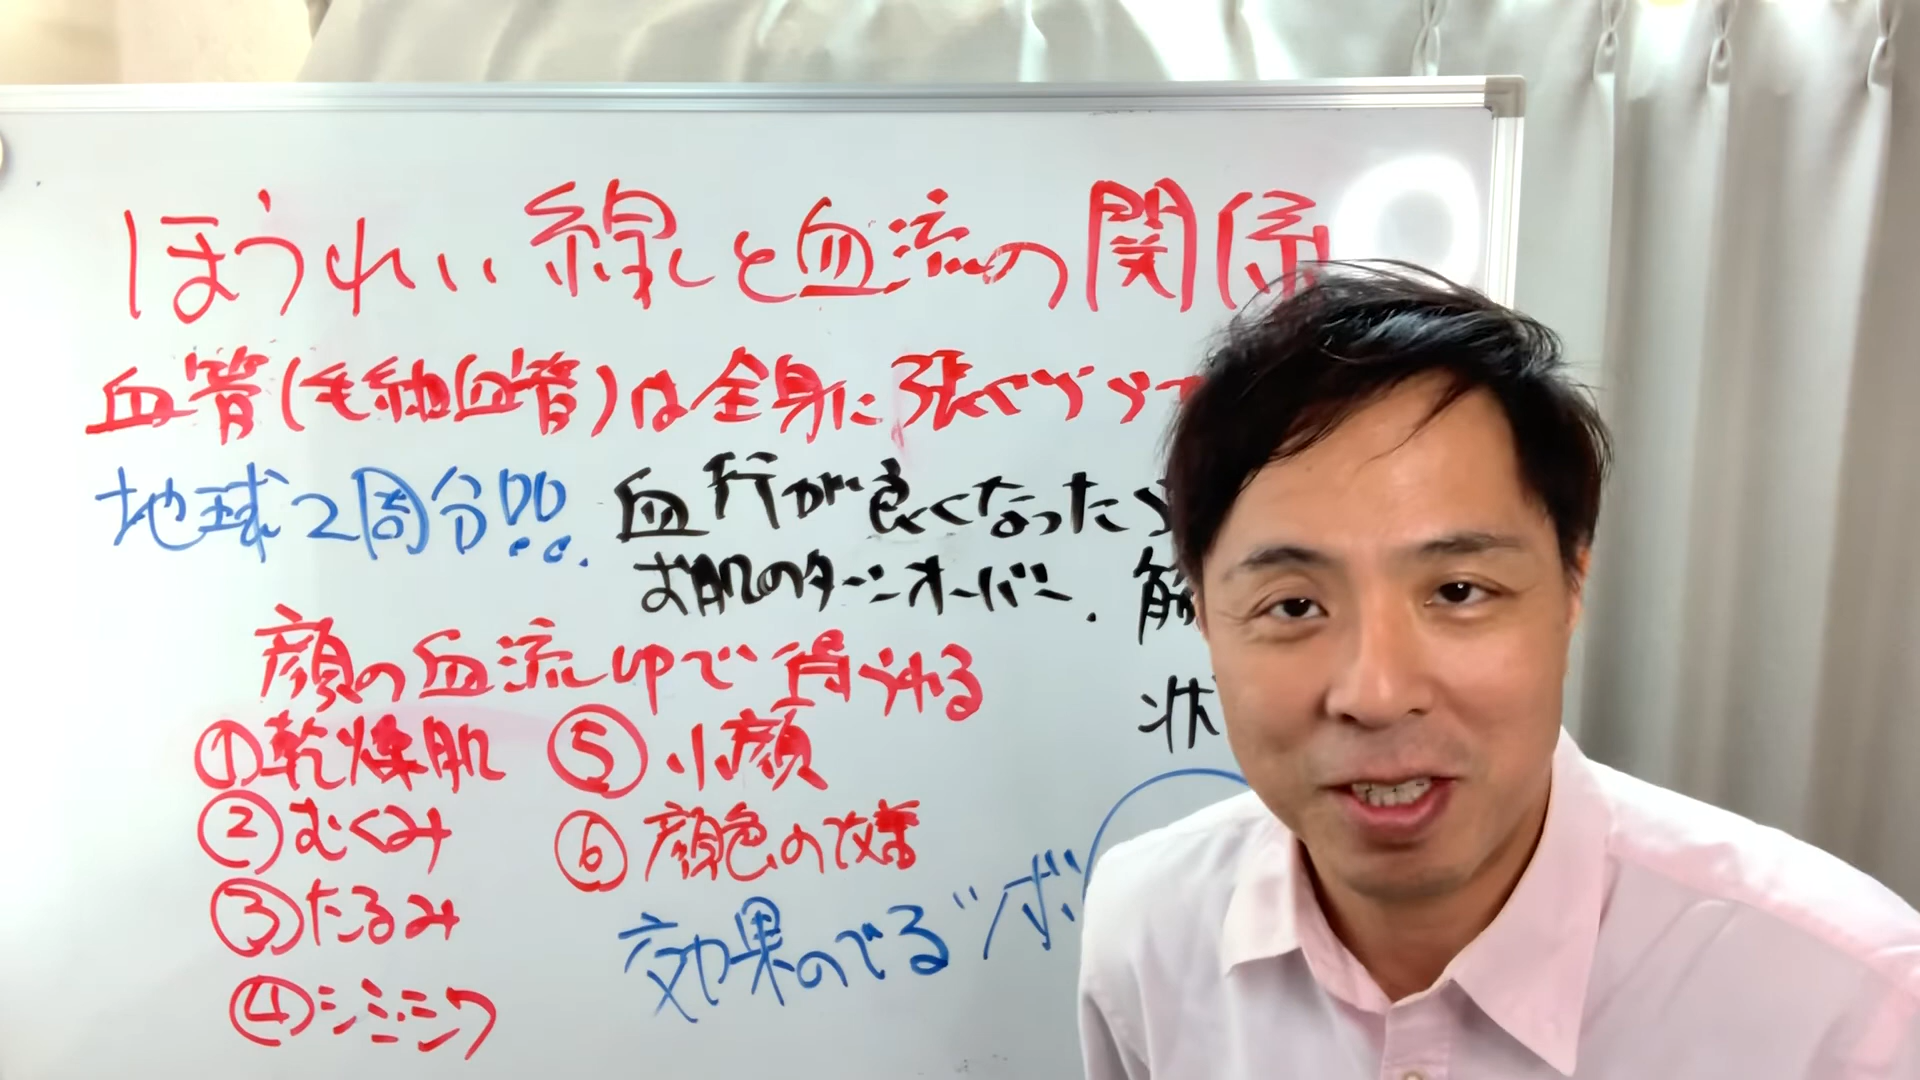 ほうれい線と血流の関係
血管(毛細血管)は全身に張りめぐ
地球2周分!!
血行が良くなったら
お肌のターンオーバー、筋
状
顔の血流UPで得られる
①乾燥肌
②むくみ
③たるみ
④シミシワ
⑤小顔
⑥顔色の改善
効果のでる"ボ